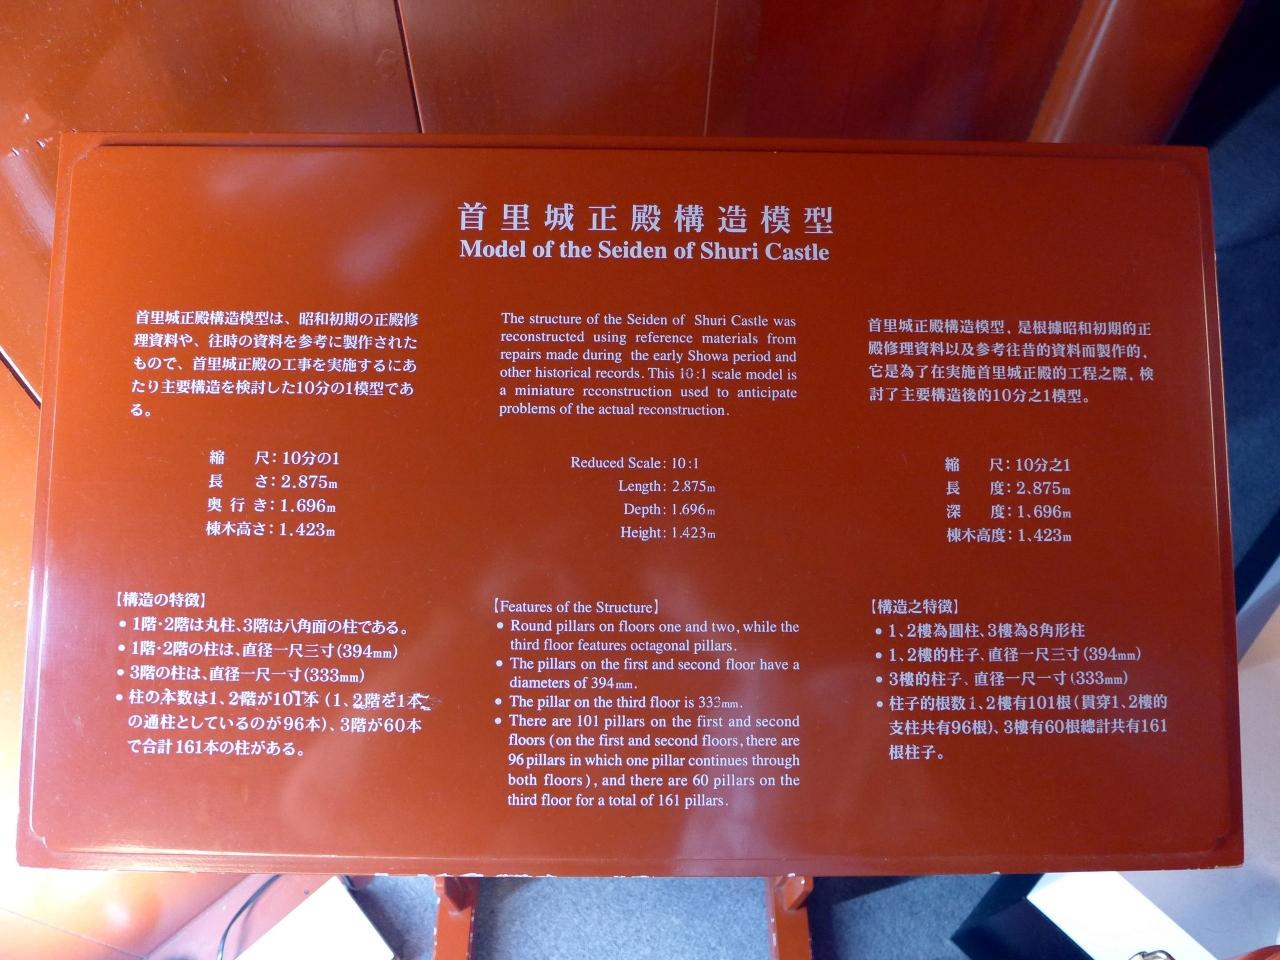 首里城正殿構造模型
Model of the Seiden of Shuri Castle
首里城正殿構造模型は、昭和初期の正殿修
理資料や、往時の資料を参考に製作された
もので、首里城正殿の工事を実施するにあ
たり主要構造を検討した10分の1模型であ
る。
縮 尺：10分の1
長 さ：2.875m
奥行き：1.696m
棟木高さ：1.423m
【構造の特徴】
●1階・2階は丸柱、3階は八角面の柱である。
●1階・2階の柱は、直径一尺三寸(394mm)
●3階の柱は、直径一尺一寸(333mm)
●柱の本数は1、2階が101本(1、2階を1本
の通柱としているのが96本)、3階が60本
で合計161本の柱がある。
The structure of the Seiden of Shuri Castle was
reconstructed using reference materials from
repairs made during the early Showa period and
other historical records. This 10:1 scale model is
a miniature reconstruction used to anticipate
problems of the actual reconstruction.
Reduced Scale: 10:1
Length: 2.875m
Depth: 1.696m
Height: 1.423m
【Features of the Structure】
● Round pillars on floors one and two, while the
third floor features octagonal pillars.
● The pillars on the first and second floor have a
diameters of 394mm.
● The pillar on the third floor is 333mm.
● There are 101 pillars on the first and second
floors (on the first and second floors, there are
96 pillars in which one pillar continues through
both floors), and there are 60 pillars on the
third floor for a total of 161 pillars.
首里城正殿構造模型，是根據昭和初期的正
殿修理資料以及参考往昔的資料而製作的，
它是為了在実施首里城正殿的工程之際，検
討了主要構造後的10分之1模型。
縮 尺：10分之1
長 度：2、875m
深 度：1、696m
棟木高度：1、423m
【構造之特徴】
●1、2樓為圓柱、3樓為8角形柱
●1、2樓的柱子、直径一尺三寸(394mm)
●3樓的柱子、直径一尺一寸(333mm)
●柱子的根数1、2樓有101根(貫穿1、2樓的
支柱共有96根)、3樓有60根總計共有161
根柱子。